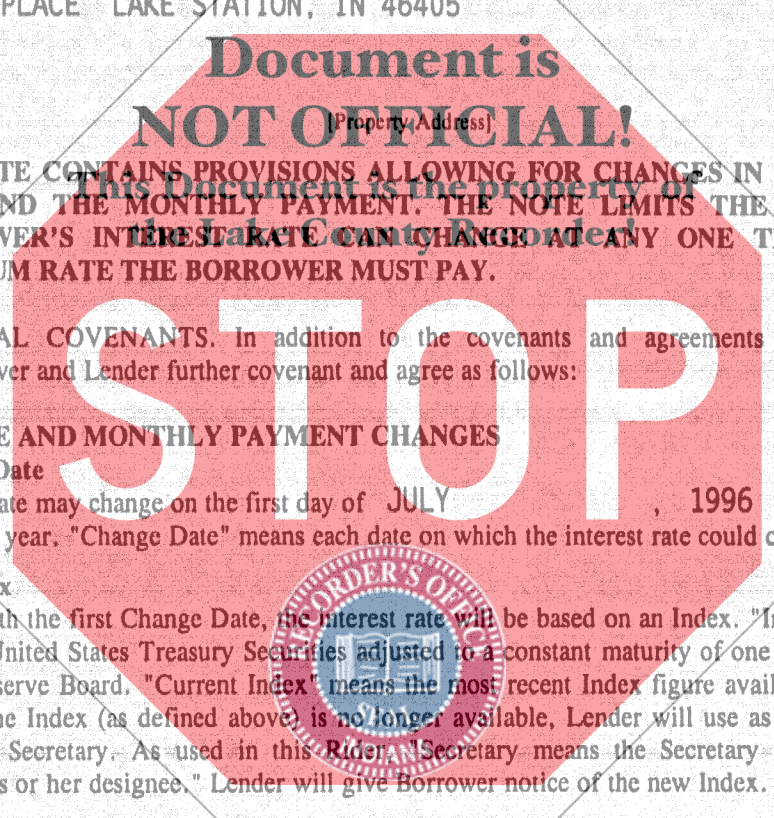 PLACE LAKE STATION, IN 46405
Document is
NOT OFFICIAL!
[Property Address]
This Document is the property of
the Lake County Recorder!
TE CONTAINS PROVISIONS ALLOWING FOR CHANGES IN
ND THE MONTHLY PAYMENT. THE NOTE LIMITS THE
VER'S INTEREST RATE CAN CHANGE AT ANY ONE T
UM RATE THE BORROWER MUST PAY.
STOP
AL COVENANTS. In addition to the covenants and agreements
ver and Lender further covenant and agree as follows:
E AND MONTHLY PAYMENT CHANGES
Date
ate may change on the first day of JULY , 1996
year. "Change Date" means each date on which the interest rate could c
x
th the first Change Date, the interest rate will be based on an Index. "I
United States Treasury Securities adjusted to a constant maturity of one
serve Board. "Current Index" means the most recent Index figure avail
ne Index (as defined above) is no longer available, Lender will use as
Secretary. As used in this Rider, "Secretary means the Secretary
s or her designee." Lender will give Borrower notice of the new Index.
RECORDER'S OFFIC
SEAL
INDIANA